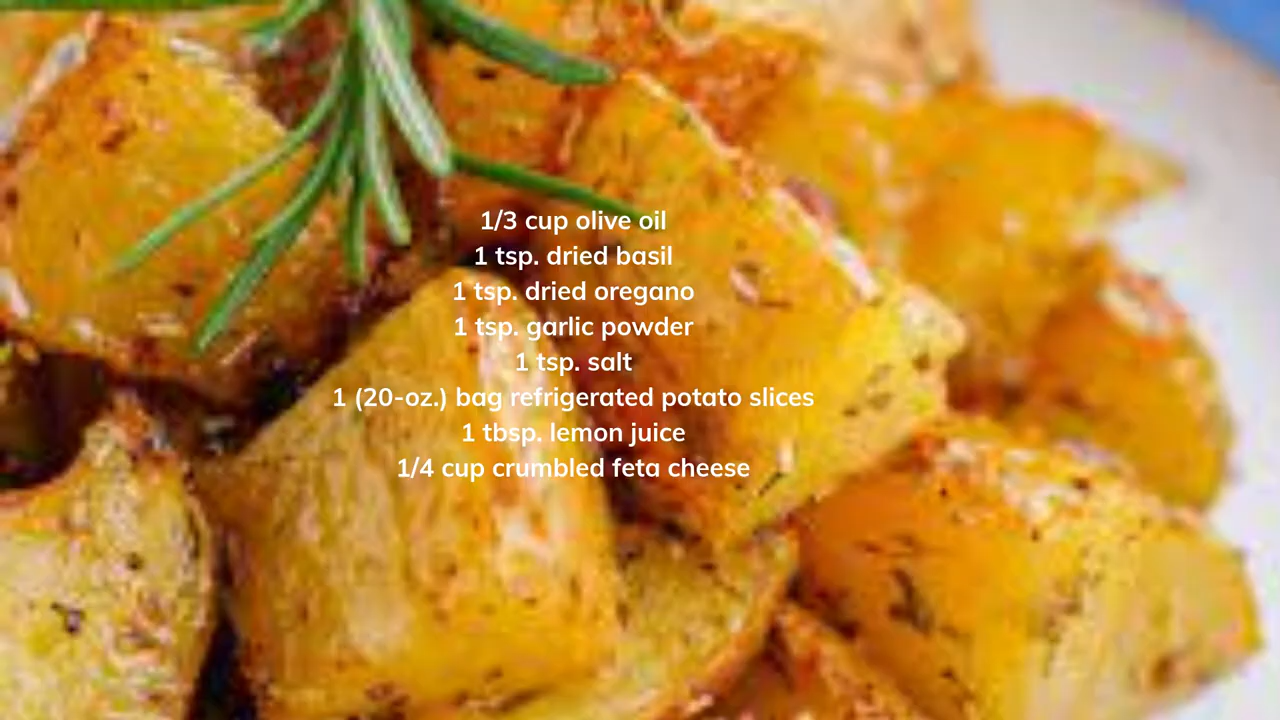 1/3 cup olive oil
1 tsp. dried basil
1 tsp. dried oregano
1 tsp. garlic powder
1 tsp. salt
1 (20-oz.) bag refrigerated potato slices
1 tbsp. lemon juice
1/4 cup crumbled feta cheese